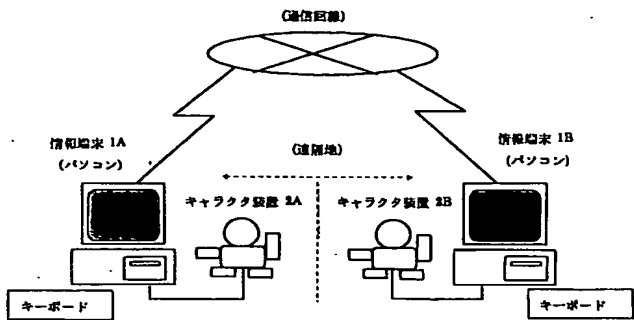 (通信回線)
情報端末 1A
(パソコン)
(遠隔地)
情報端末 1B
(パソコン)
キャラクタ装置 2A
キャラクタ装置 2B
キーボード
キーボード